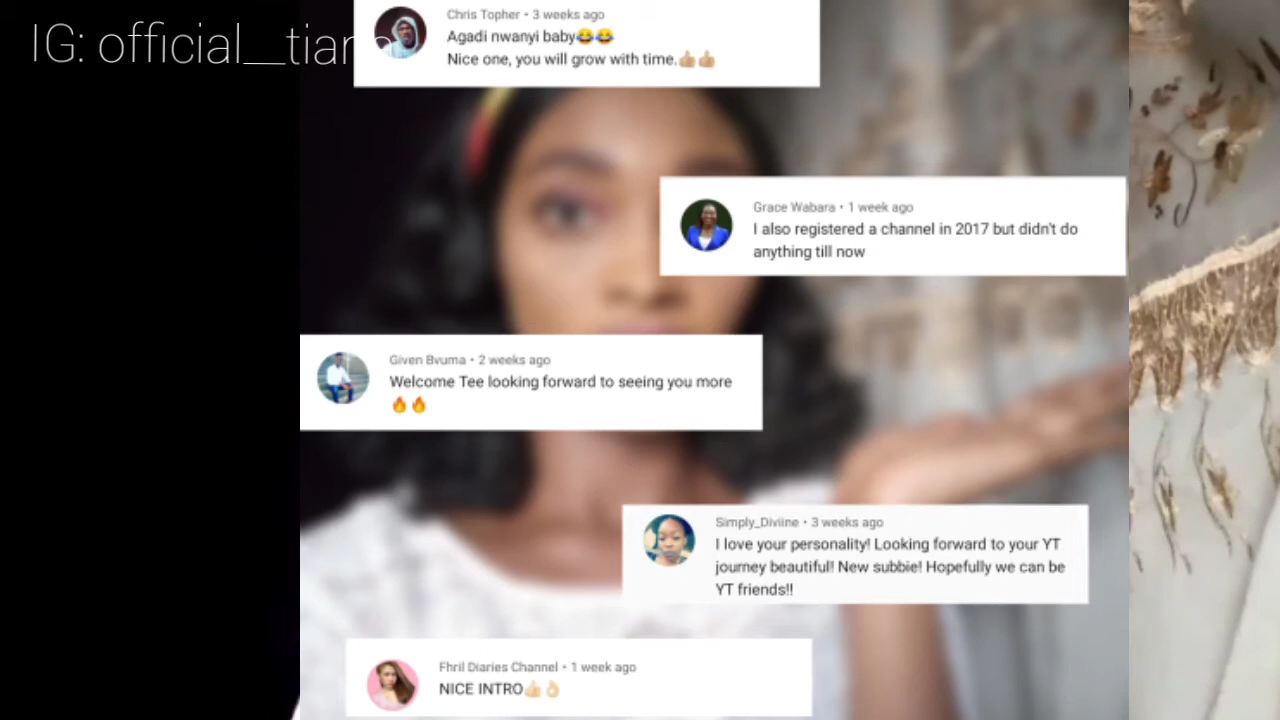 IG: official__tiar
Chris Topher • 3 weeks ago
Agadi nwanyi baby😂😂
Nice one, you will grow with time.👍🏼👍🏼
Grace Wabara • 1 week ago
I also registered a channel in 2017 but didn't do
anything till now
Given Bvuma • 2 weeks ago
Welcome Tee looking forward to seeing you more
🔥🔥
Simply_Diviine • 3 weeks ago
I love your personality! Looking forward to your YT
journey beautiful! New subbie! Hopefully we can be
YT friends!!
Fhril Diaries Channel • 1 week ago
NICE INTRO👍🏼👌🏼